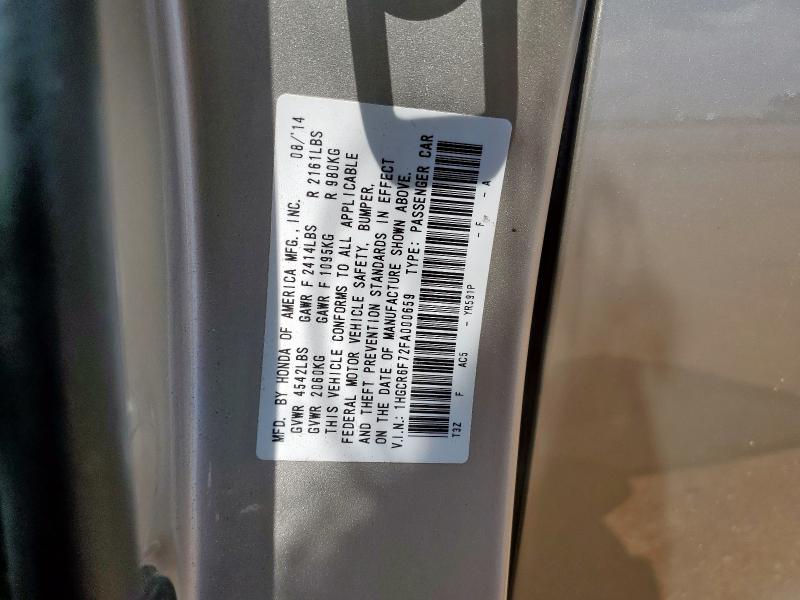 MFD. BY HONDA OF AMERICA MFG., INC. 08/'14
GVWR 4542LBS GAWR F 2414LBS R 2161LBS
GVWR 2060KG GAWR F 1095KG R 980KG
THIS VEHICLE CONFORMS TO ALL APPLICABLE
FEDERAL MOTOR VEHICLE SAFETY, BUMPER,
AND THEFT PREVENTION STANDARDS IN EFFECT
ON THE DATE OF MANUFACTURE SHOWN ABOVE.
V.I.N.: 1HGCR6F72FA000659 TYPE: PASSENGER CAR
T3Z F AC5 - YR591P - F - A